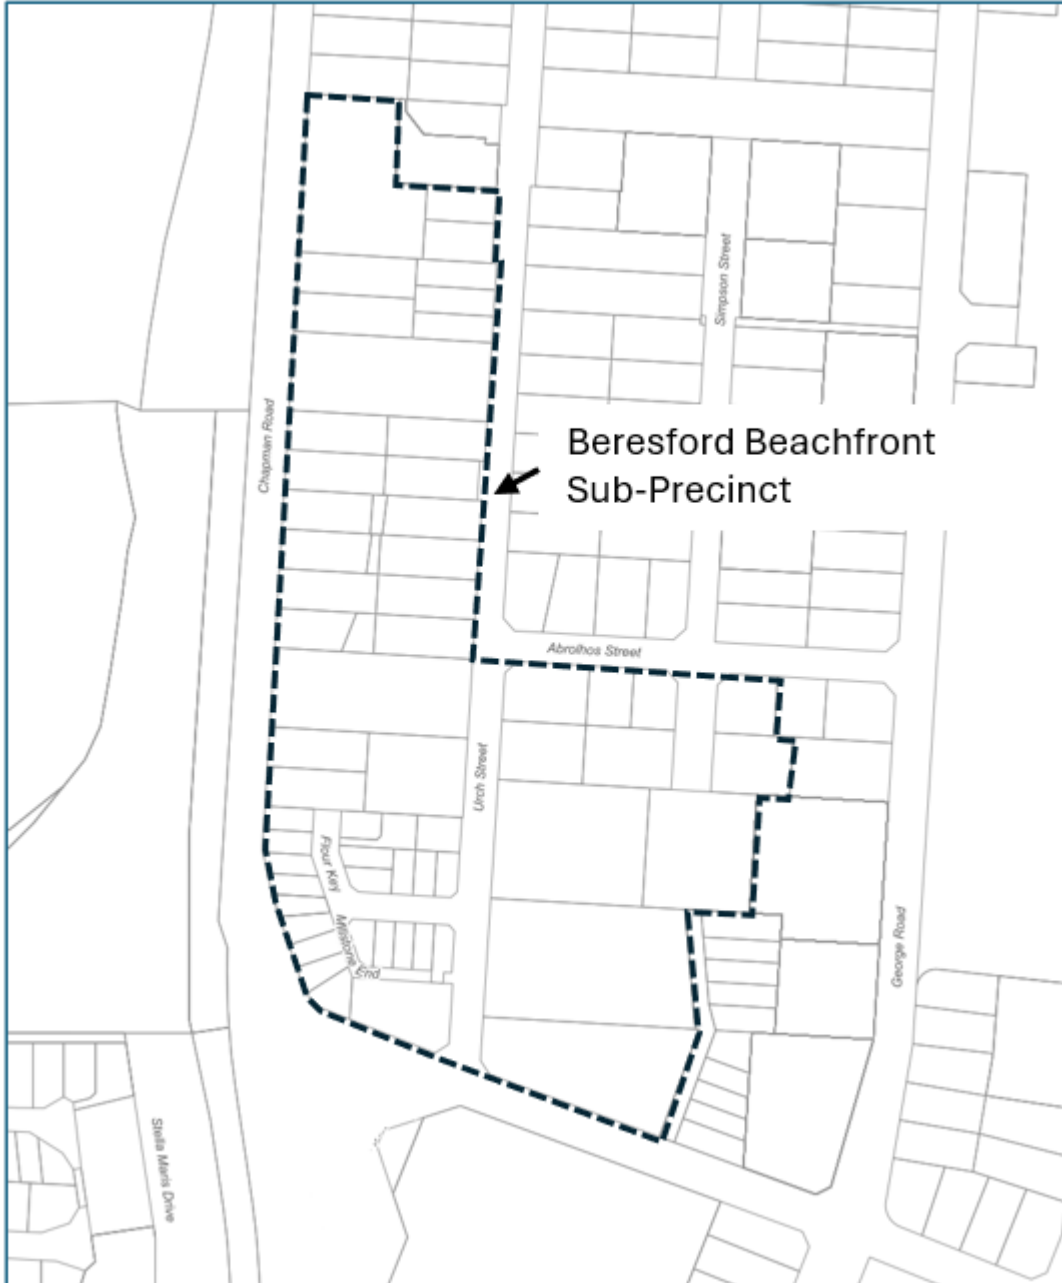 Simpson Street
Chapman Road
Beresford Beachfront
Sub-Precinct
Abrolhos Street
Urch Street
Flour Key
Millstone
End
George Road
Stella Maris Drive